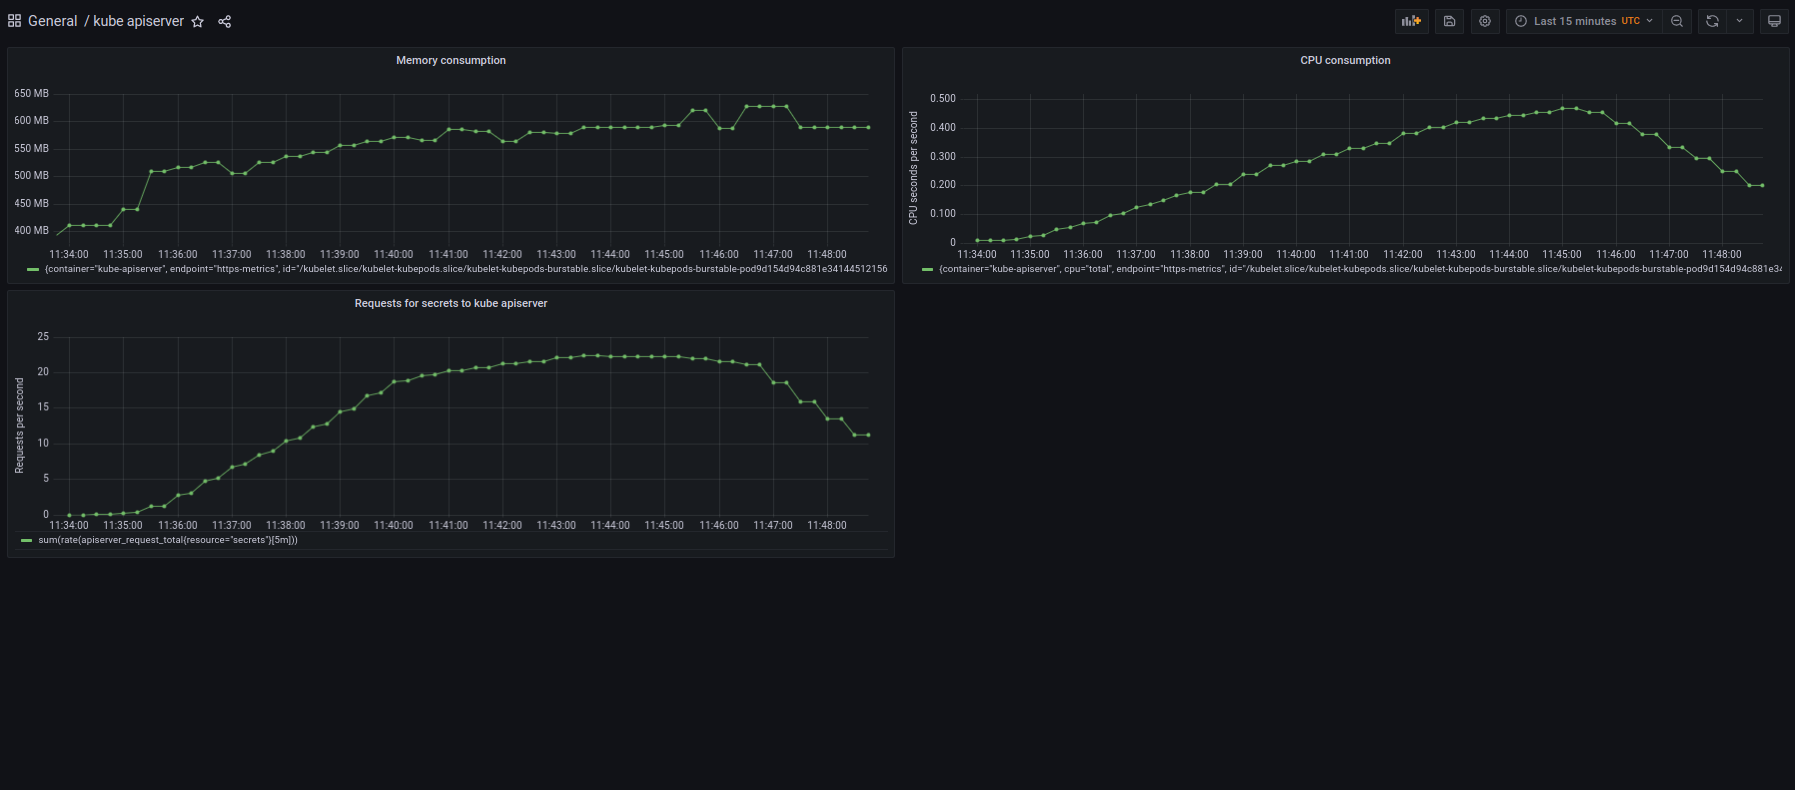 General / kube apiserver
Last 15 minutes UTC
Memory consumption
650 MB
600 MB
550 MB
500 MB
450 MB
400 MB
11:34:00 11:35:00 11:36:00 11:37:00 11:38:00 11:39:00 11:40:00 11:41:00 11:42:00 11:43:00 11:44:00 11:45:00 11:46:00 11:47:00 11:48:00
{container="kube-apiserver", endpoint="https-metrics", id="/kubelet.slice/kubelet-kubepods.slice/kubelet-kubepods-burstable.slice/kubelet-kubepods-burstable-pod9d154d94c881e34144512156
CPU consumption
CPU seconds per second
0.500
0.400
0.300
0.200
0.100
0
11:34:00 11:35:00 11:36:00 11:37:00 11:38:00 11:39:00 11:40:00 11:41:00 11:42:00 11:43:00 11:44:00 11:45:00 11:46:00 11:47:00 11:48:00
{container="kube-apiserver", cpu="total", endpoint="https-metrics", id="/kubelet.slice/kubelet-kubepods.slice/kubelet-kubepods-burstable.slice/kubelet-kubepods-burstable-pod9d154d94c881e34
Requests for secrets to kube apiserver
Requests per second
25
20
15
10
5
0
11:34:00 11:35:00 11:36:00 11:37:00 11:38:00 11:39:00 11:40:00 11:41:00 11:42:00 11:43:00 11:44:00 11:45:00 11:46:00 11:47:00 11:48:00
sum(rate(apiserver_request_total{resource="secrets"}[5m]))